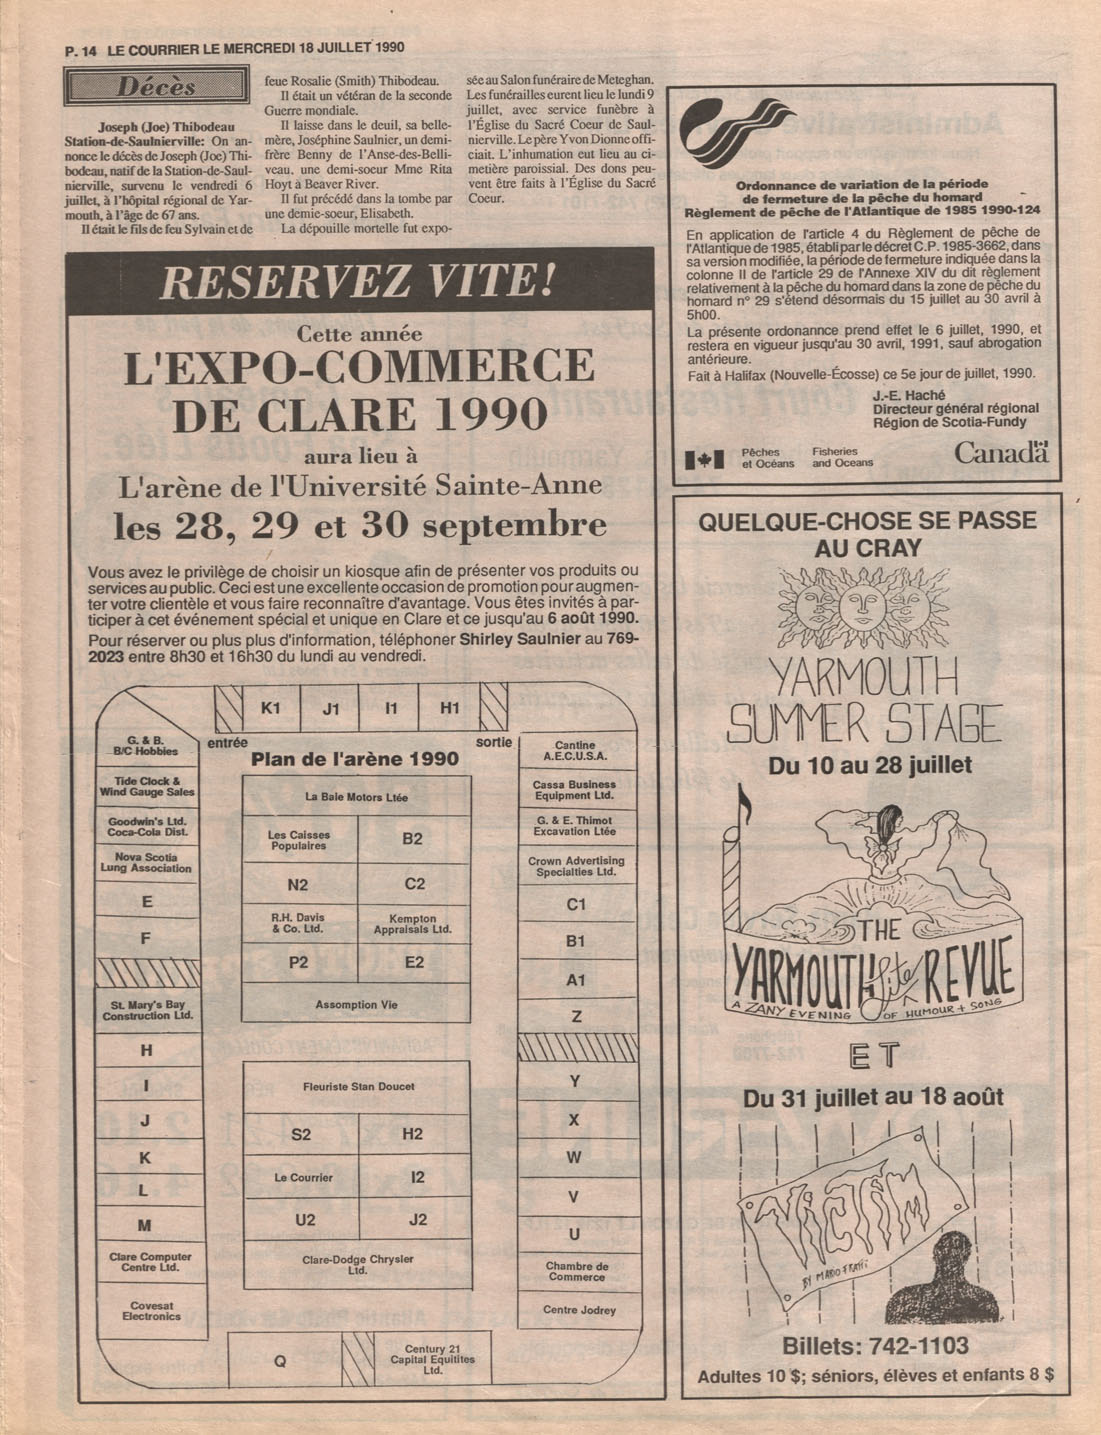 P. 14 LE COURRIER LE MERCREDI 18 JUILLET 1990
Décès
Joseph (Joe) Thibodeau
Station-de-Saulnierville: On an-
nonce le décès de Joseph (Joe) Thi-
bodeau, natif de la Station-de-Saul-
nierville, survenu le vendredi 6
juillet, à l'hôpital régional de Yar-
mouth, à l'âge de 67 ans.
Il était le fils de feu Sylvain et de
feue Rosalie (Smith) Thibodeau.
Il était un vétéran de la seconde
Guerre mondiale.
Il laisse dans le deuil, sa belle-
mère, Joséphine Saulnier, un demi-
frère Benny de l'Anse-des-Belli-
veau, une demi-soeur Mme Rita
Hoyt à Beaver River.
Il fut précédé dans la tombe par
une demie-soeur, Elisabeth.
La dépouille mortelle fut expo-
sée au Salon funéraire de Meteghan.
Les funérailles eurent lieu le lundi 9
juillet, avec service funèbre à
l'Église du Sacré Coeur de Saul-
nierville. Le père Yvon Dionne offi-
ciait. L'inhumation eut lieu au ci-
metière paroissial. Des dons peu-
vent être faits à l'Église du Sacré
Coeur.
RESERVEZ VITE!
Cette année
L'EXPO-COMMERCE
DE CLARE 1990
aura lieu à
L'arène de l'Université Sainte-Anne
les 28, 29 et 30 septembre
Vous avez le privilège de choisir un kiosque afin de présenter vos produits ou
services au public. Ceci est une excellente occasion de promotion pour augmen-
ter votre clientèle et vous faire reconnaître d'avantage. Vous êtes invités à par-
ticiper à cet événement spécial et unique en Clare et ce jusqu'au 6 août 1990.
Pour réserver ou plus plus d'information, téléphoner Shirley Saulnier au 769-
2023 entre 8h30 et 16h30 du lundi au vendredi.
K1 J1 I1 H1
entrée
sortie
Plan de l'arène 1990
G. & B.
B/C Hobbies
Tide Clock &
Wind Gauge Sales
Goodwin's Ltd.
Coca-Cola Dist.
Nova Scotia
Lung Association
E
F
St. Mary's Bay
Construction Ltd.
H
I
J
K
L
M
Clare Computer
Centre Ltd.
Covesat
Electronics
La Baie Motors Ltée
Les Caisses
Populaires
B2
N2
C2
R.H. Davis
& Co. Ltd.
Kempton
Appraisals Ltd.
P2
E2
Assomption Vie
Fleuriste Stan Doucet
S2
H2
Le Courrier
I2
U2
J2
Clare-Dodge Chrysler
Ltd.
Cantine
A.E.C.U.S.A.
Cassa Business
Equipment Ltd.
G. & E. Thimot
Excavation Ltée
Crown Advertising
Specialties Ltd.
C1
B1
A1
Z
Y
X
W
V
U
Chambre de
Commerce
Centre Jodrey
Q
Century 21
Capital Equitites
Ltd.
Ordonnance de variation de la période
de fermeture de la pêche du homard
Règlement de pêche de l'Atlantique de 1985 1990-124
En application de l'article 4 du Règlement de pêche de
l'Atlantique de 1985, établi par le décret C.P. 1985-3662, dans
sa version modifiée, la période de fermeture indiquée dans la
colonne II de l'article 29 de l'Annexe XIV du dit règlement
relativement à la pêche du homard dans la zone de pêche du
homard n° 29 s'étend désormais du 15 juillet au 30 avril à
5h00.
La présente ordonannce prend effet le 6 juillet, 1990, et
restera en vigueur jusqu'au 30 avril, 1991, sauf abrogation
antérieure.
Fait à Halifax (Nouvelle-Écosse) ce 5e jour de juillet, 1990.
J.-E. Haché
Directeur général régional
Région de Scotia-Fundy
Pêches
et Océans
Fisheries
and Oceans
Canada
QUELQUE-CHOSE SE PASSE
AU CRAY
YARMOUTH
SUMMER STAGE
Du 10 au 28 juillet
THE
YARMOUTH Lite REVUE
A ZANY EVENING OF HUMOUR + SONG
ET
Du 31 juillet au 18 août
VICTIM
BY MARIO FRATTI
Billets: 742-1103
Adultes 10 $; séniors, élèves et enfants 8 $